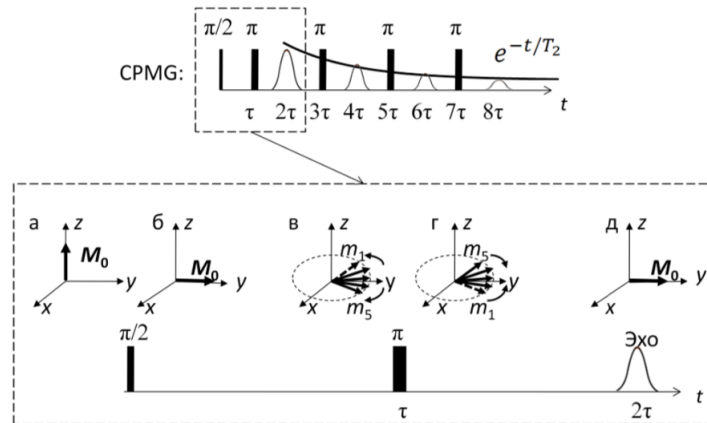 π/2 π π π π
e^{-t/T_2}
CPMG:
τ 2τ 3τ 4τ 5τ 6τ 7τ 8τ t
а z M_0 y x
б z M_0 y x
в z m_1 y m_5 x
г z m_5 y m_1 x
д z M_0 y x
π/2 π Эхо
τ 2τ t